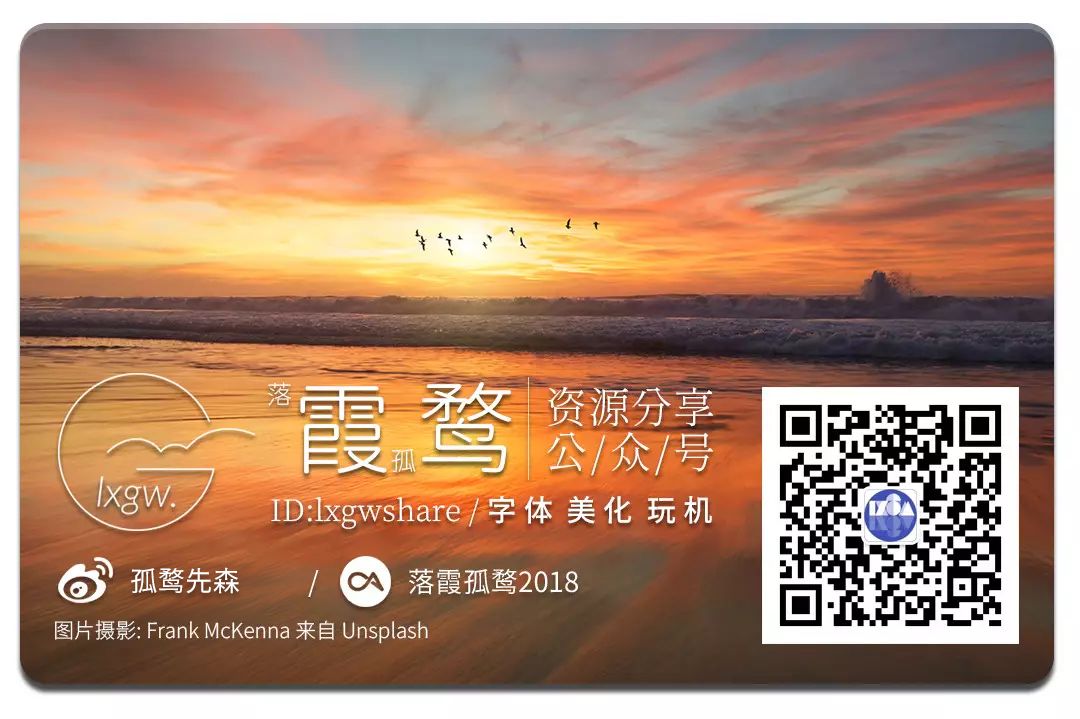 lxgw.
落霞孤鹜
资源分享
公/众/号
ID:lxgwshare / 字体 美化 玩机
孤鹜先森 / 落霞孤鹜2018
图片摄影: Frank McKenna 来自 Unsplash